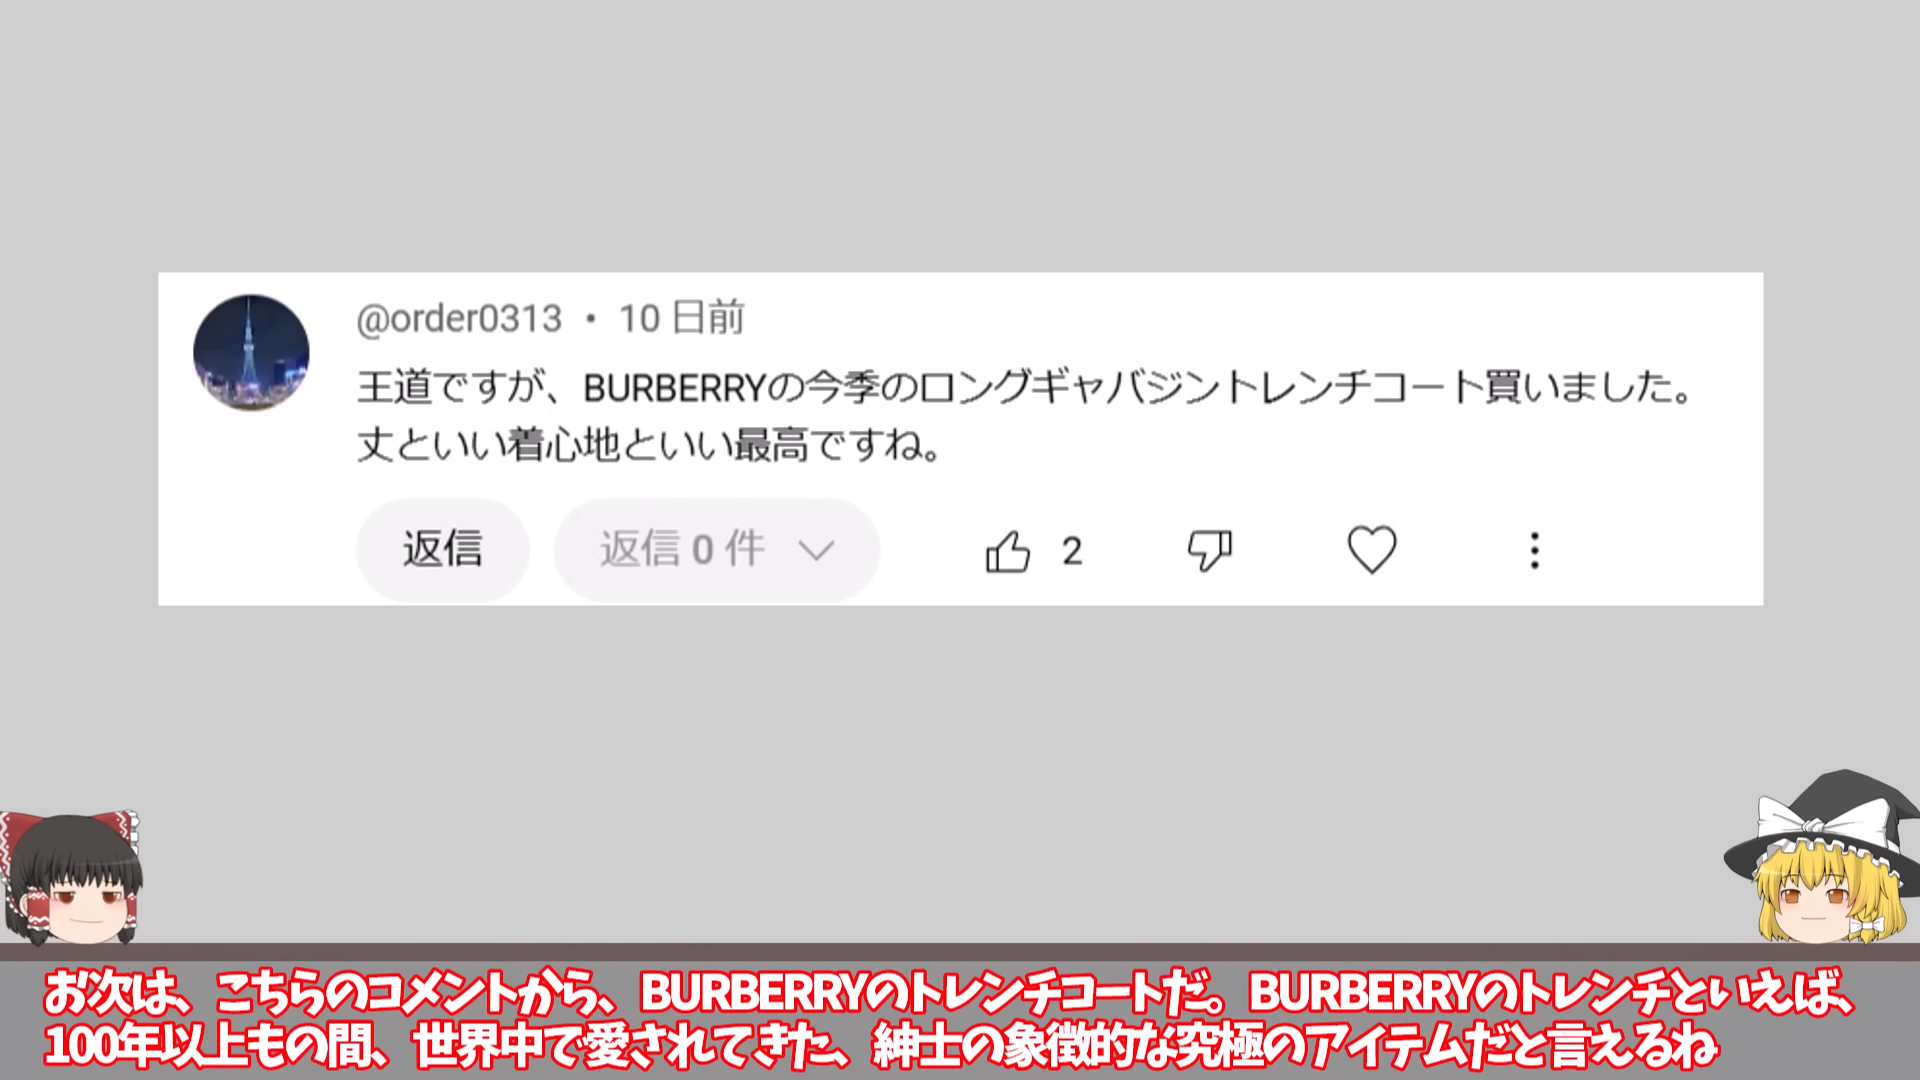 @order0313 • 10 日前
王道ですが、BURBERRYの今季のロングギャバジントレンチコート買いました。
丈といい着心地といい最高ですね。
返信 返信 0 件 2
お次は、こちらのコメントから、BURBERRYのトレンチコートだ。BURBERRYのトレンチといえば、
100年以上もの間、世界中で愛されてきた、紳士の象徴的な究極のアイテムだと言えるね